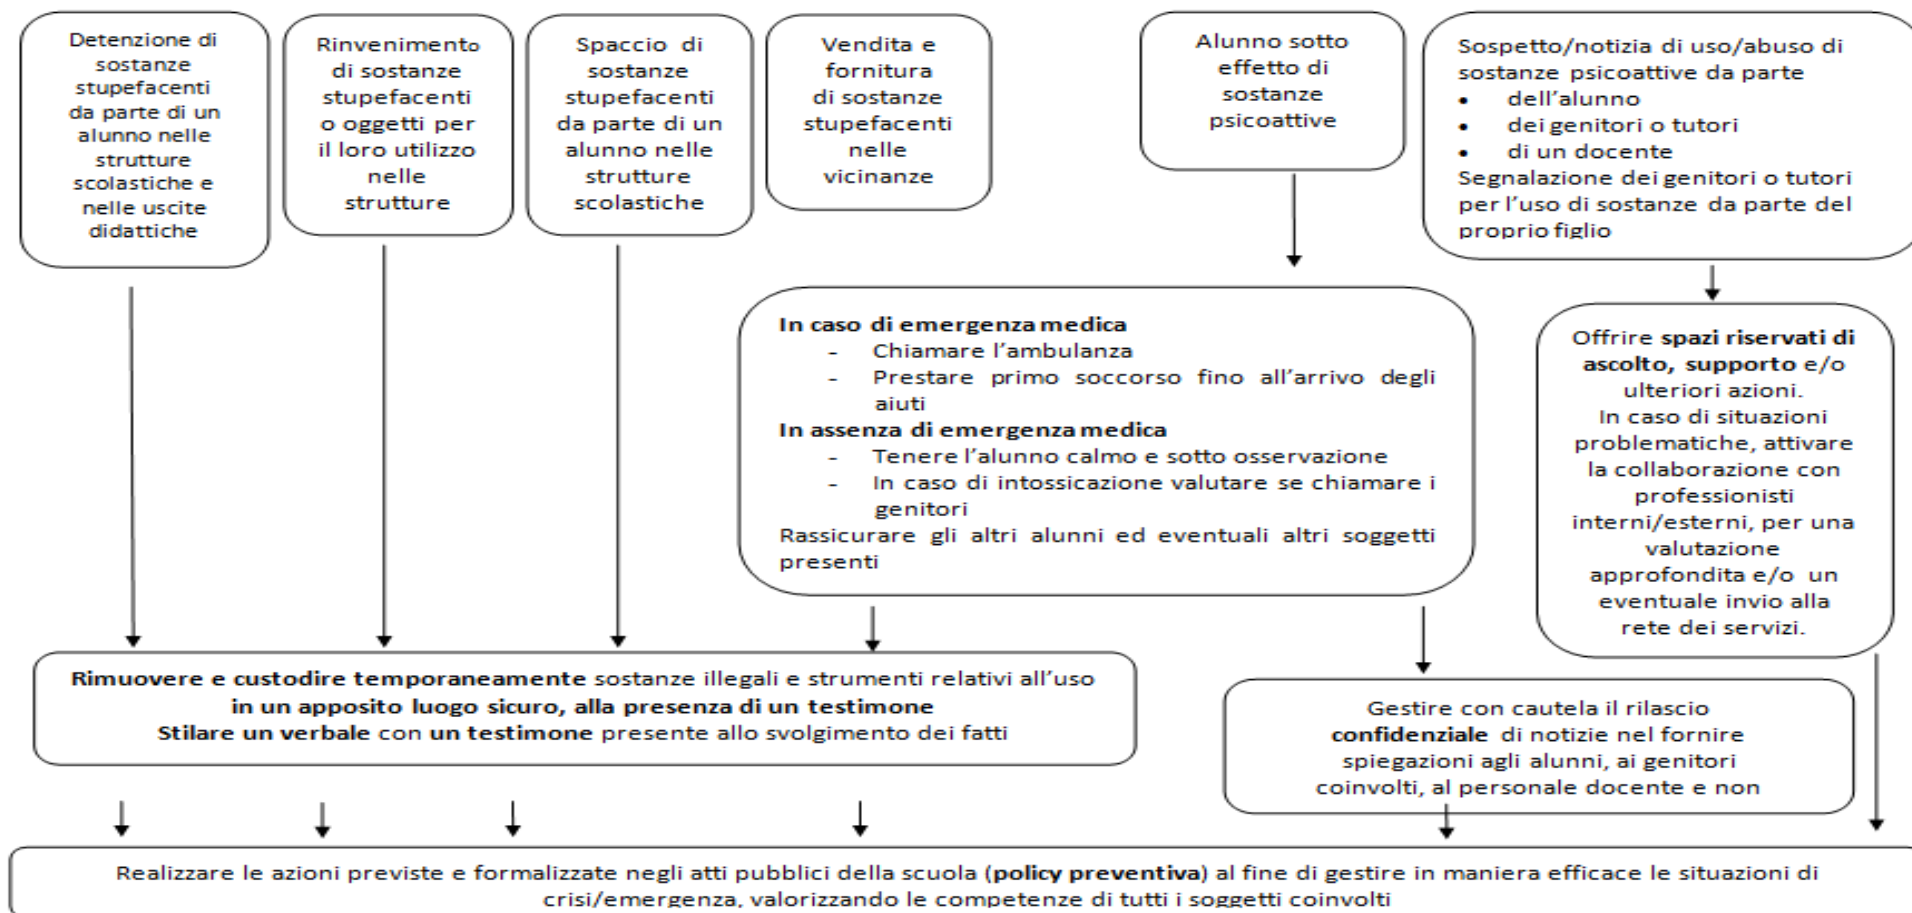 Detenzione di
sostanze
stupefacenti
da parte di un
alunno nelle
strutture
scolastiche e
nelle uscite
didattiche
Rinvenimento
di sostanze
stupefacenti
o oggetti per
il loro utilizzo
nelle
strutture
Spaccio di
sostanze
stupefacenti
da parte di un
alunno nelle
strutture
scolastiche
Vendita e
fornitura
di sostanze
stupefacenti
nelle
vicinanze
Alunno sotto
effetto di
sostanze
psicoattive
Sospetto/notizia di uso/abuso di
sostanze psicoattive da parte
• dell'alunno
• dei genitori o tutori
• di un docente
Segnalazione dei genitori o tutori
per l'uso di sostanze da parte del
proprio figlio
In caso di emergenza medica
- Chiamare l'ambulanza
- Prestare primo soccorso fino all'arrivo degli
aiuti
In assenza di emergenza medica
- Tenere l'alunno calmo e sotto osservazione
- In caso di intossicazione valutare se chiamare i
genitori
Rassicurare gli altri alunni ed eventuali altri soggetti
presenti
Offrire spazi riservati di
ascolto, supporto e/o
ulteriori azioni.
In caso di situazioni
problematiche, attivare
la collaborazione con
professionisti
interni/esterni, per una
valutazione
approfondita e/o un
eventuale invio alla
rete dei servizi.
Rimuovere e custodire temporaneamente sostanze illegali e strumenti relativi all'uso
in un apposito luogo sicuro, alla presenza di un testimone
Stilare un verbale con un testimone presente allo svolgimento dei fatti
Gestire con cautela il rilascio
confidenziale di notizie nel fornire
spiegazioni agli alunni, ai genitori
coinvolti, al personale docente e non
Realizzare le azioni previste e formalizzate negli atti pubblici della scuola (policy preventiva) al fine di gestire in maniera efficace le situazioni di
crisi/emergenza, valorizzando le competenze di tutti i soggetti coinvolti